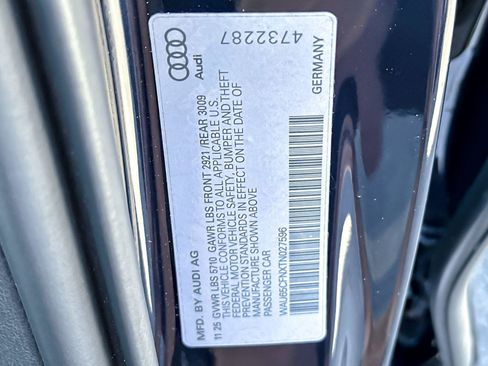 Audi
4732287
MFD. BY AUDI AG
GERMANY
11 25 GVWR LBS 5710 GAWR LBS FRONT 2921 / REAR 3009
THIS VEHICLE CONFORMS TO ALL APPLICABLE U.S.
FEDERAL MOTOR VEHICLE SAFETY, BUMPER AND THEFT
PREVENTION STANDARDS IN EFFECT ON THE DATE OF
MANUFACTURE SHOWN ABOVE.
PASSENGER CAR
WAU65CFNXTN027596